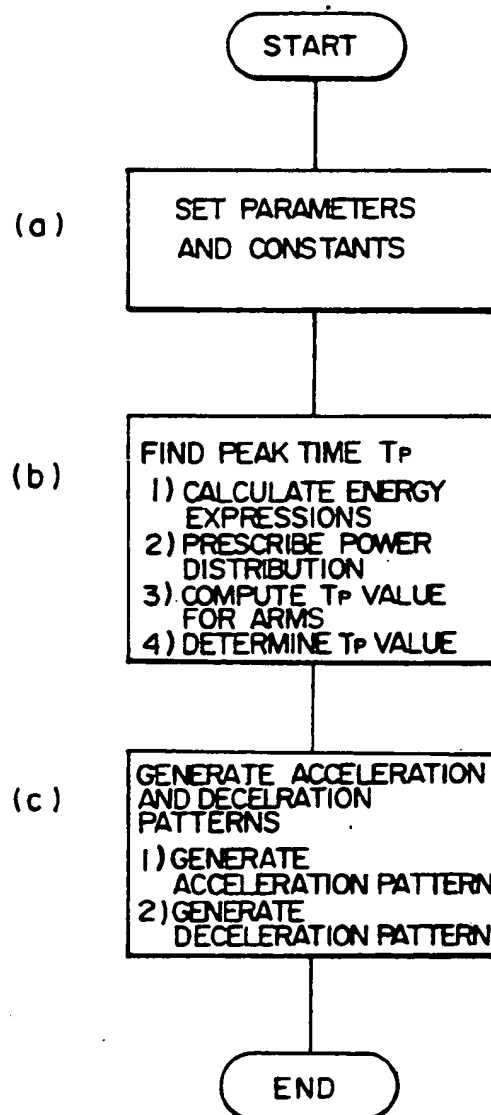 START
(a)
SET PARAMETERS
AND CONSTANTS
(b)
FIND PEAK TIME TP
1) CALCULATE ENERGY
EXPRESSIONS
2) PRESCRIBE POWER
DISTRIBUTION
3) COMPUTE TP VALUE
FOR ARMS
4) DETERMINE TP VALUE
(c)
GENERATE ACCELERATION
AND DECELRATION
PATTERNS
1) GENERATE
ACCELERATION PATTERN
2) GENERATE
DECELERATION PATTERN
END